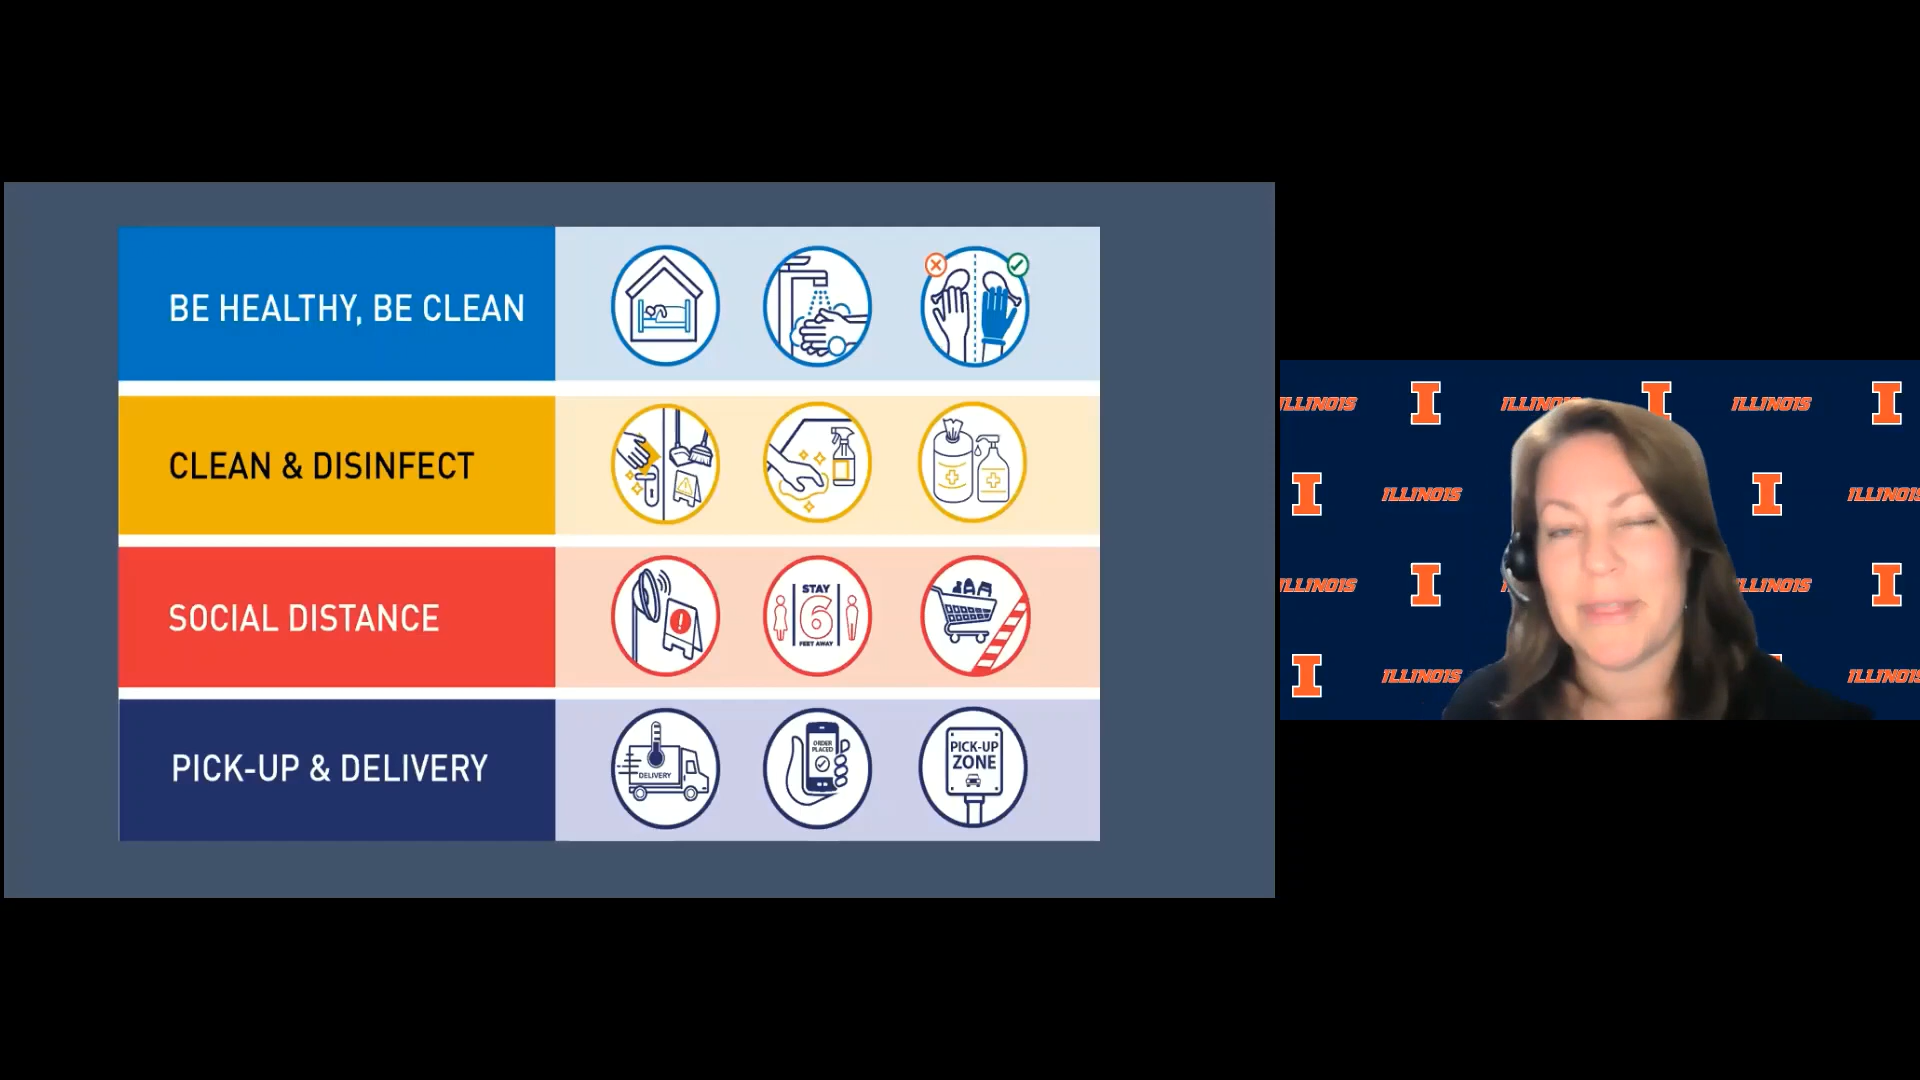 BE HEALTHY, BE CLEAN
CLEAN & DISINFECT
SOCIAL DISTANCE
STAY
6
FEET AWAY
PICK-UP & DELIVERY
DELIVERY
ORDER
PLACED
PICK-UP
ZONE
ILLINOIS I ILLINOIS I ILLINOIS I
I ILLINOIS I ILLINOIS
ILLINOIS I ILLINOIS I
I ILLINOIS ILLINOIS